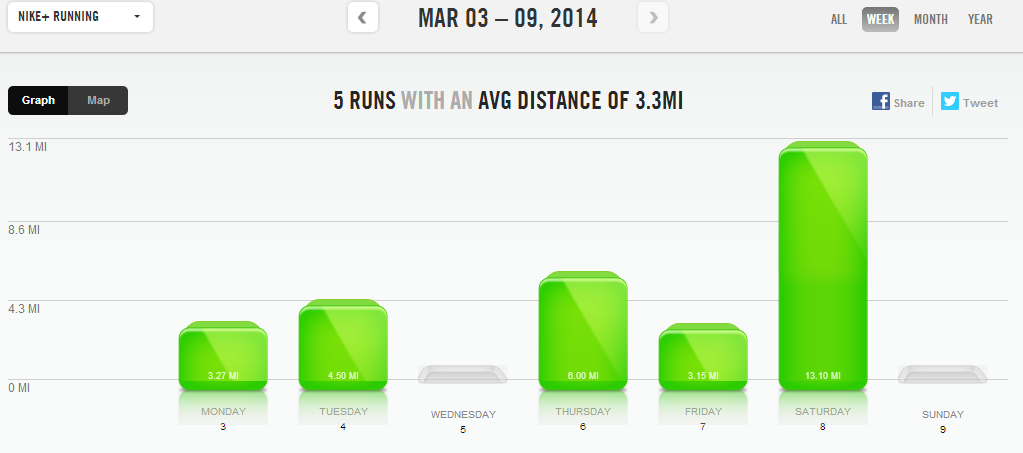 NIKE+ RUNNING
MAR 03 – 09, 2014
ALL WEEK MONTH YEAR
Graph Map
5 RUNS WITH AN AVG DISTANCE OF 3.3MI
Share Tweet
13.1 MI
8.6 MI
4.3 MI
0 MI
3.27 MI 4.50 MI 6.00 MI 3.15 MI 13.10 MI
MONDAY TUESDAY WEDNESDAY THURSDAY FRIDAY SATURDAY SUNDAY
3 4 5 6 7 8 9